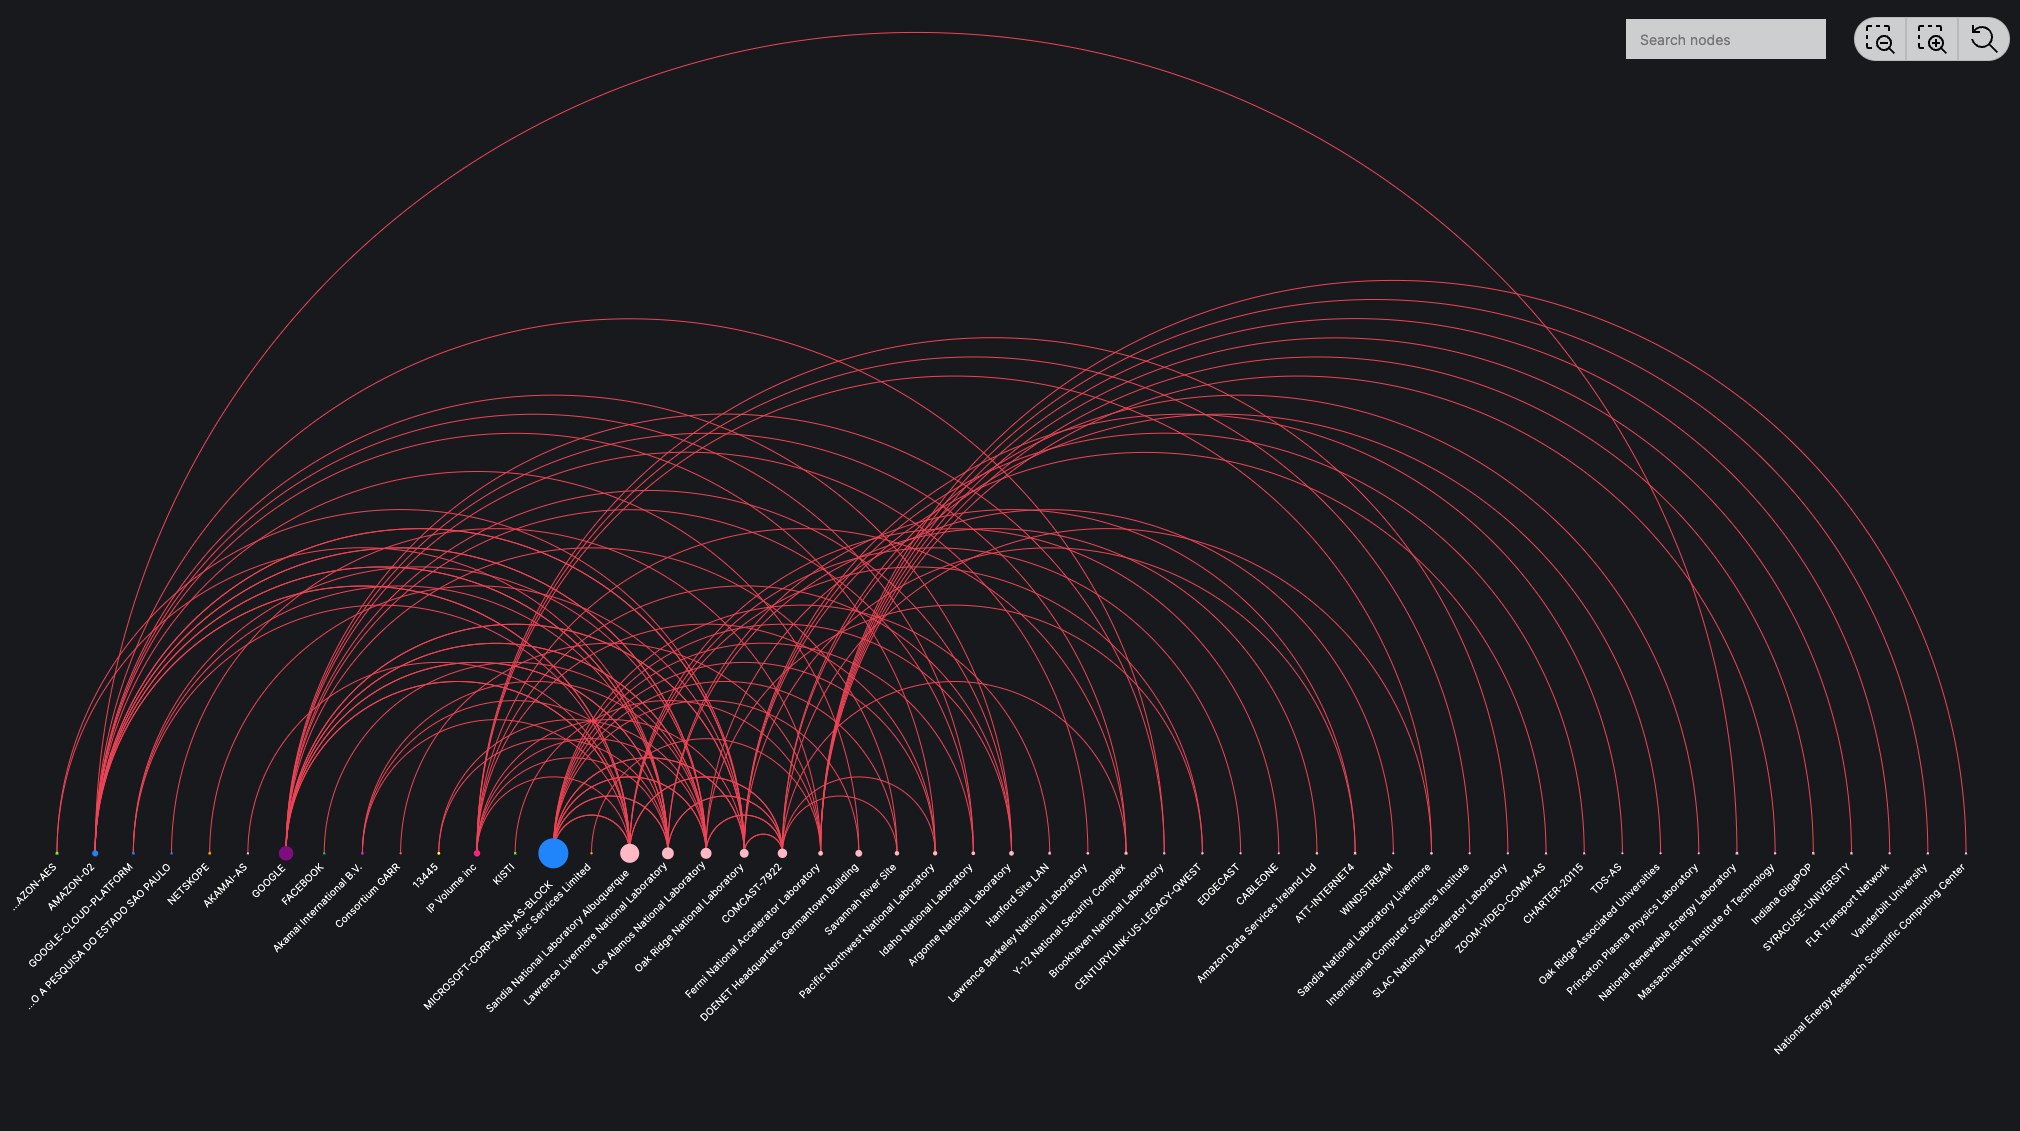 Search nodes
...AZON-AES
AMAZON-02
GOOGLE-CLOUD-PLATFORM
...O A PESQUISA DO ESTADO SAO PAULO
NETSKOPE
AKAMAI-AS
GOOGLE
FACEBOOK
Akamai International B.V.
Consortium GARR
13445
IP Volume inc
KISTI
MICROSOFT-CORP-MSN-AS-BLOCK
Jisc Services Limited
Sandia National Laboratory Albuquerque
Lawrence Livermore National Laboratory
Los Alamos National Laboratory
Oak Ridge National Laboratory
COMCAST-7922
Fermi National Accelerator Laboratory
DOENET Headquarters Germantown Building
Savannah River Site
Pacific Northwest National Laboratory
Idaho National Laboratory
Argonne National Laboratory
Hanford Site LAN
Lawrence Berkeley National Laboratory
Y-12 National Security Complex
Brookhaven National Laboratory
CENTURYLINK-US-LEGACY-QWEST
EDGECAST
CABLEONE
Amazon Data Services Ireland Ltd
ATT-INTERNET4
WINDSTREAM
Sandia National Laboratory Livermore
International Computer Science Institute
SLAC National Accelerator Laboratory
ZOOM-VIDEO-COMM-AS
CHARTER-20115
TDS-AS
Oak Ridge Associated Universities
Princeton Plasma Physics Laboratory
National Renewable Energy Laboratory
Massachusetts Institute of Technology
Indiana GigaPOP
SYRACUSE-UNIVERSITY
FLR Transport Network
Vanderbilt University
National Energy Research Scientific Computing Center